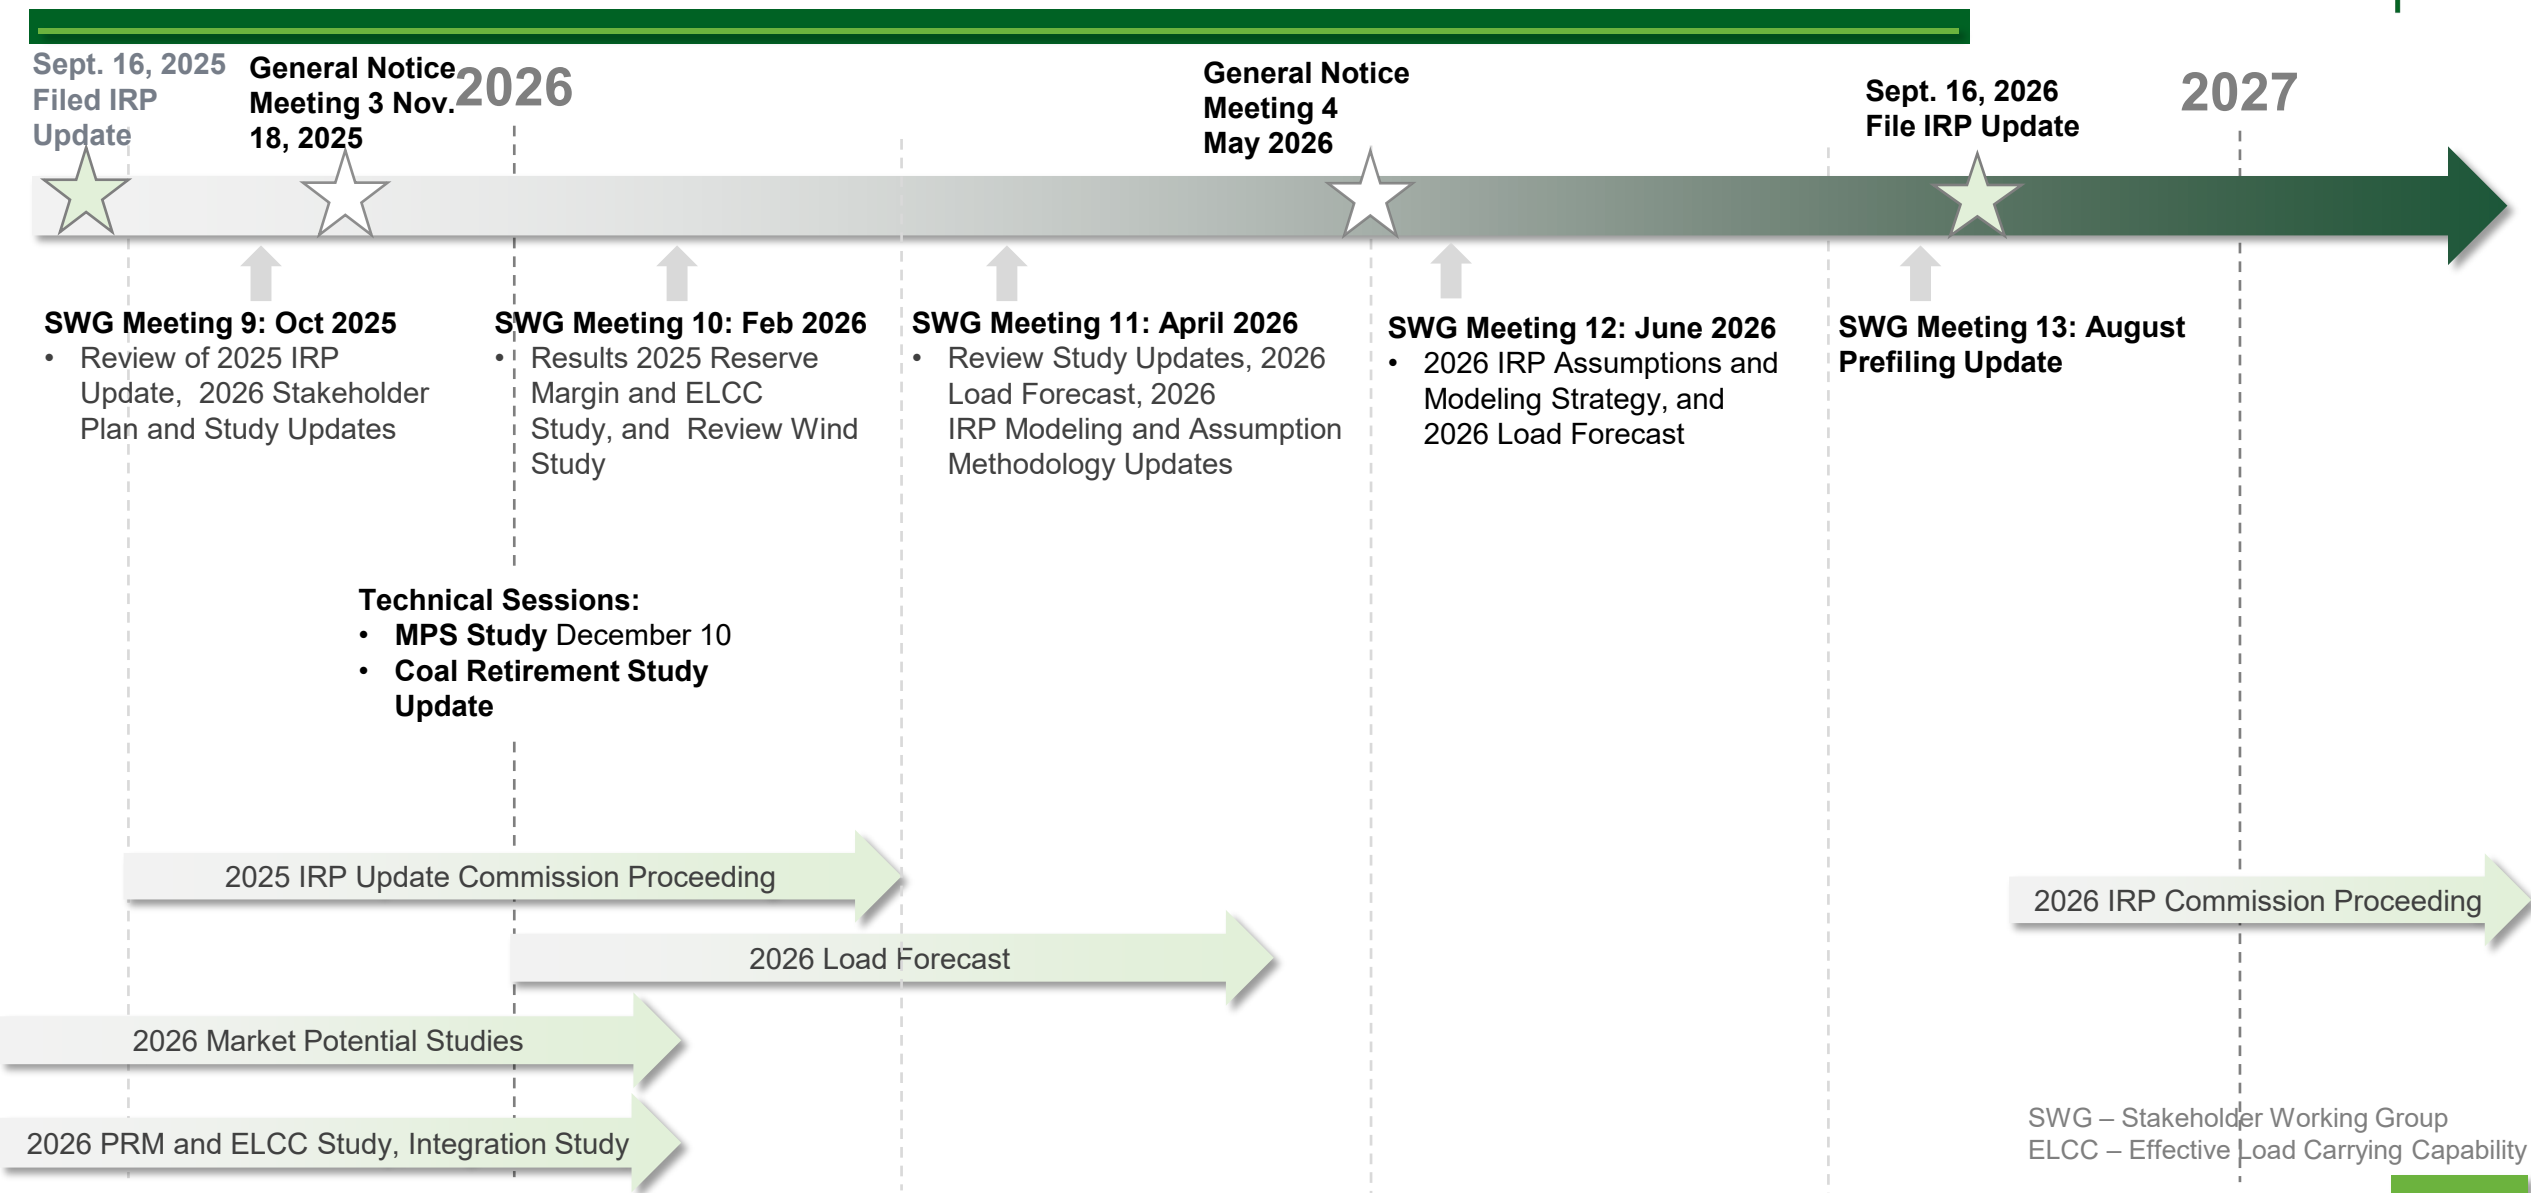 Sept. 16, 2025
Filed IRP
Update
General Notice
Meeting 3 Nov.
18, 2025
2026
General Notice
Meeting 4
May 2026
Sept. 16, 2026
File IRP Update
2027
SWG Meeting 9: Oct 2025
• Review of 2025 IRP
Update,  2026 Stakeholder
Plan and Study Updates
SWG Meeting 10: Feb 2026
• Results 2025 Reserve
Margin and ELCC
Study, and  Review Wind
Study
SWG Meeting 11: April 2026
• Review Study Updates, 2026
Load Forecast, 2026
IRP Modeling and Assumption
Methodology Updates
SWG Meeting 12: June 2026
• 2026 IRP Assumptions and
Modeling Strategy, and
2026 Load Forecast
SWG Meeting 13: August
Prefiling Update
Technical Sessions:
• MPS Study December 10
• Coal Retirement Study
Update
2025 IRP Update Commission Proceeding
2026 IRP Commission Proceeding
2026 Load Forecast
2026 Market Potential Studies
2026 PRM and ELCC Study, Integration Study
SWG – Stakeholder Working Group
ELCC – Effective Load Carrying Capability